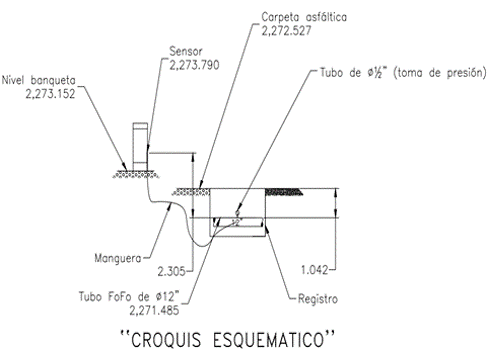 Carpeta asfáltica
2,272.527
Sensor
2,273.790
Tubo de ø½" (toma de presión)
Nivel banqueta
2,273.152
12"
Manguera
2.305
1.042
Tubo FoFo de ø12"
2,271.485
Registro
"CROQUIS ESQUEMATICO"